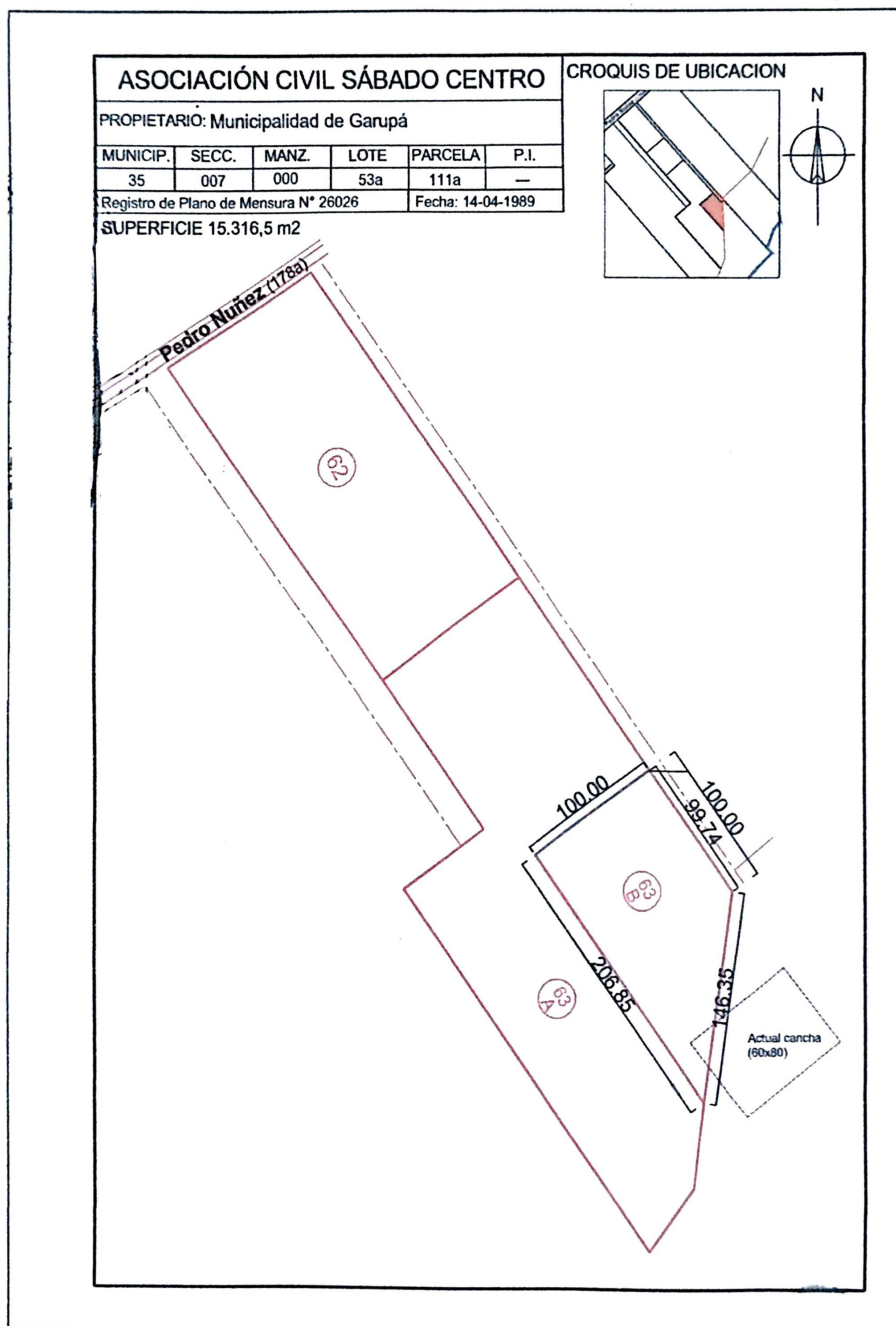 ASOCIACIÓN CIVIL SÁBADO CENTRO
PROPIETARIO: Municipalidad de Garupá
MUNICIP. SECC. MANZ. LOTE PARCELA P.I.
35 007 000 53a 111a —
Registro de Plano de Mensura N° 26026 Fecha: 14-04-1989
SUPERFICIE 15.316,5 m2
CROQUIS DE UBICACION
N
Pedro Nuñez (178a)
62
100.00
100.00
99.74
63
B
206.85
63
A
146.35
Actual cancha
(60x80)